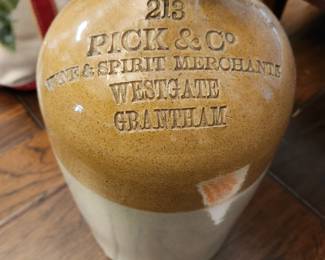 213
PICK & Co
WINE & SPIRIT MERCHANTS
WESTGATE
GRANTHAM